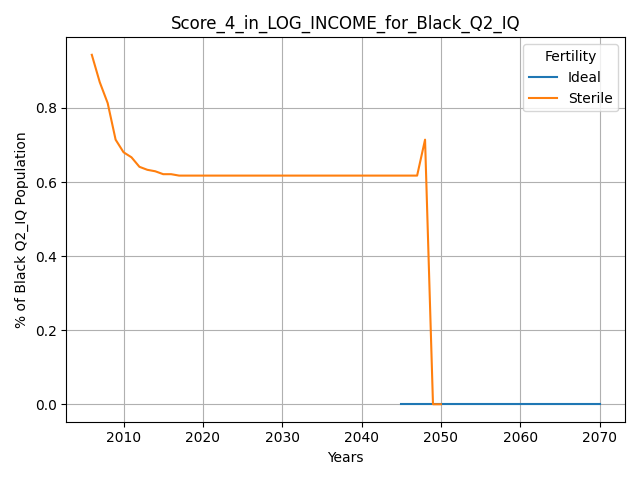 Score_4_in_LOG_INCOME_for_Black_Q2_IQ
Fertility
Ideal
Sterile
% of Black Q2_IQ Population
0.8
0.6
0.4
0.2
0.0
2010 2020 2030 2040 2050 2060 2070
Years